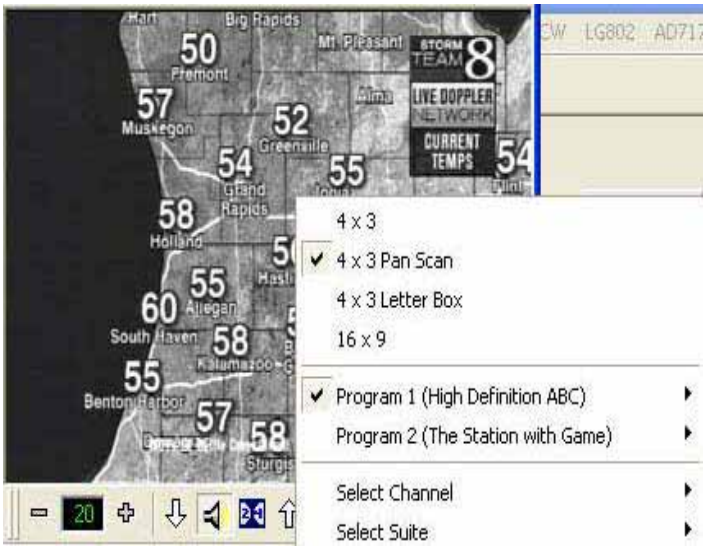 Hart
Big Rapids
50
Fremont
Mt. Pleasant
STORM
TEAM 8
57
Muskegon
Alma
LIVE DOPPLER
NETWORK
52
Greenville
CURRENT
TEMPS
54
Grand
Rapids
55
Ionia
54
Flint
58
Holland
55
Allegan
60
South Haven
58
Kalamazoo
55
Benton Harbor
57
58
Sturgis
20
CW LG802 AD717
4 x 3
4 x 3 Pan Scan
4 x 3 Letter Box
16 x 9
Program 1 (High Definition ABC)
Program 2 (The Station with Game)
Select Channel
Select Suite